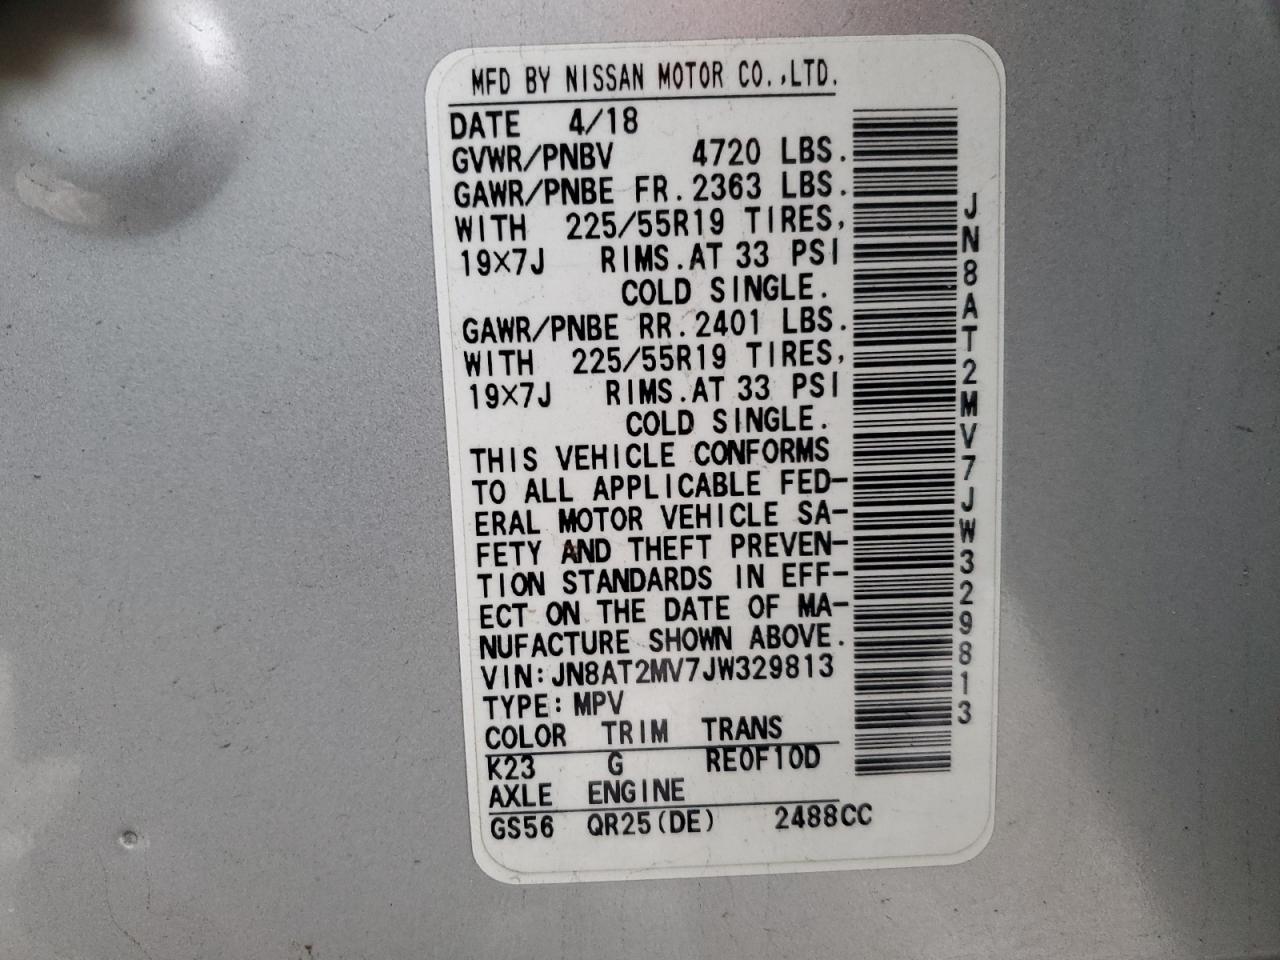 MFD BY NISSAN MOTOR CO.,LTD.
DATE 4/18
GVWR/PNBV 4720 LBS.
GAWR/PNBE FR.2363 LBS.
WITH 225/55R19 TIRES,
19×7J RIMS.AT 33 PSI
COLD SINGLE.
GAWR/PNBE RR.2401 LBS.
WITH 225/55R19 TIRES,
19×7J RIMS.AT 33 PSI
COLD SINGLE.
THIS VEHICLE CONFORMS
TO ALL APPLICABLE FED-
ERAL MOTOR VEHICLE SA-
FETY AND THEFT PREVEN-
TION STANDARDS IN EFF-
ECT ON THE DATE OF MA-
NUFACTURE SHOWN ABOVE.
VIN:JN8AT2MV7JW329813
TYPE:MPV
COLOR TRIM TRANS
K23 G RE0F10D
AXLE ENGINE
GS56 QR25(DE) 2488CC
JN8AT2MV7JW329813